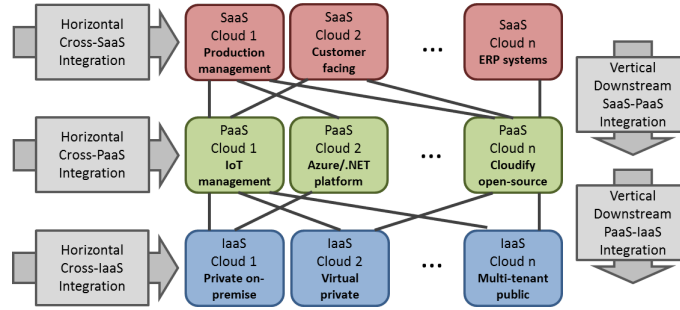 Horizontal
Cross-SaaS
Integration
SaaS
Cloud 1
Production
management
SaaS
Cloud 2
Customer
facing
...
SaaS
Cloud n
ERP systems
Vertical
Downstream
SaaS-PaaS
Integration
Horizontal
Cross-PaaS
Integration
PaaS
Cloud 1
IoT
management
PaaS
Cloud 2
Azure/.NET
platform
...
PaaS
Cloud n
Cloudify
open-source
Vertical
Downstream
PaaS-IaaS
Integration
Horizontal
Cross-IaaS
Integration
IaaS
Cloud 1
Private on-
premise
IaaS
Cloud 2
Virtual
private
...
IaaS
Cloud n
Multi-tenant
public